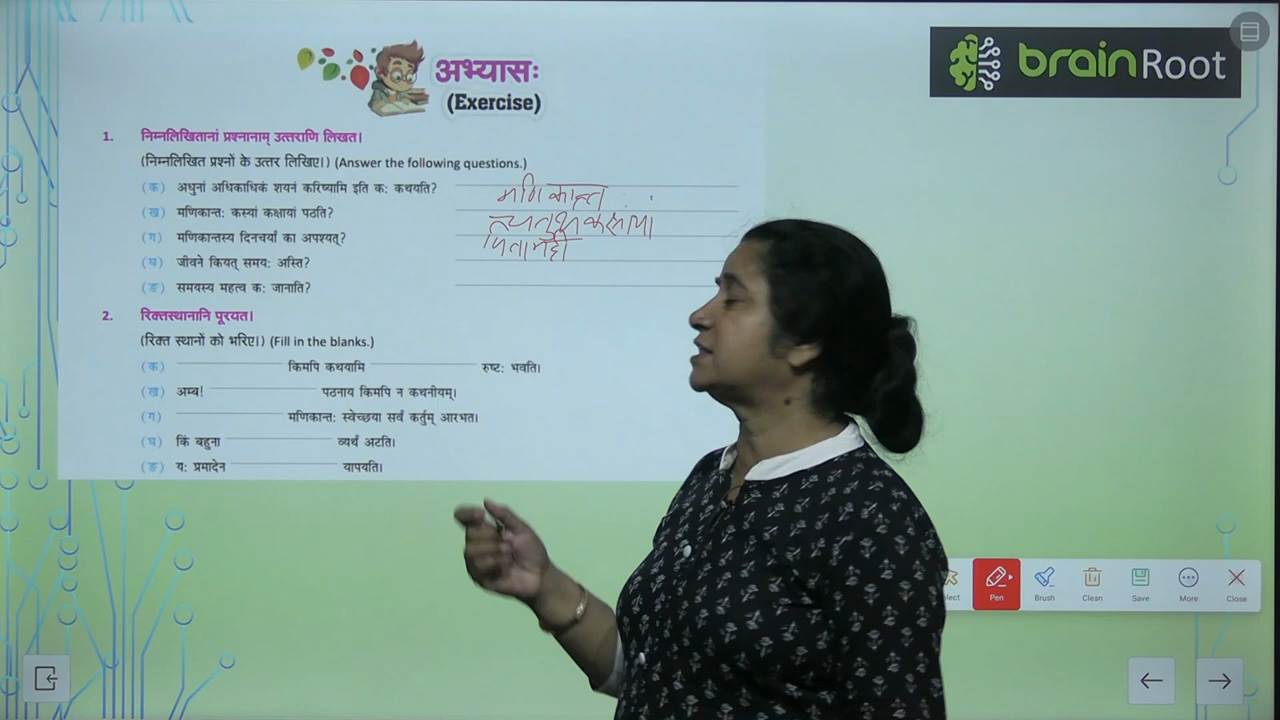 brainRoot
अभ्यासः
(Exercise)
1. निम्नलिखितानां प्रश्नानाम् उत्तराणि लिखत।
(निम्नलिखित प्रश्नों के उत्तर लिखिए।) (Answer the following questions.)
(क) अधुनां अधिकाधिकं शयनं करिष्यामि इति कः कथयति? मणिकान्तः
(ख) मणिकान्तः कस्यां कक्षायां पठति?
(ग) मणिकान्तस्य दिनचर्यां का अपश्यत्? पितामही
(घ) जीवने कियत् समयः अस्ति?
(ङ) समयस्य महत्व कः जानाति?
2. रिक्तस्थानानि पूरयत।
(रिक्त स्थानों को भरिए।) (Fill in the blanks.)
(क) किमपि कथयामि रुष्टः भवति।
(ख) अम्ब! पठनाय किमपि न कचनीयम्।
(ग) मणिकान्तः स्वेच्छया सर्वं कर्तुम् आरभत।
(घ) किं बहुना व्यर्थं अटति।
(ङ) यः प्रमादेन यापयति।
Pen
Brush
Clean
Save
More
Close